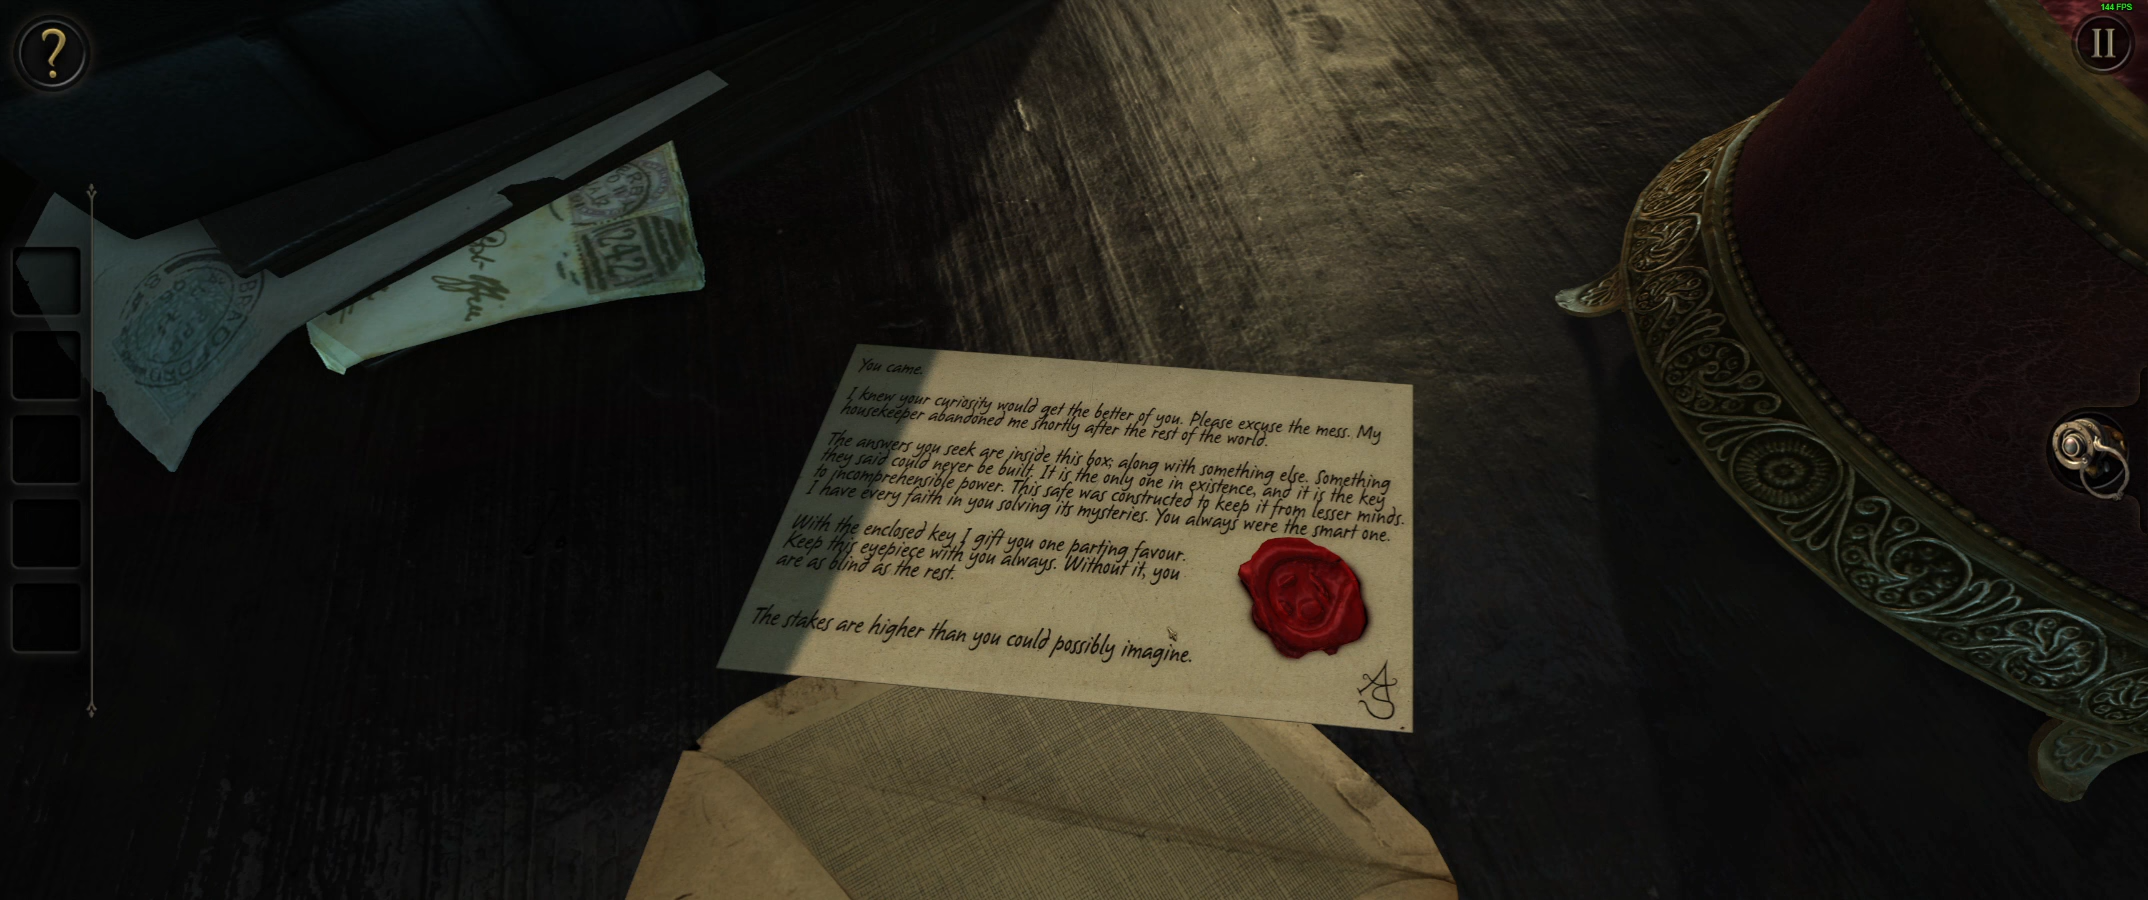 144 FPS
?
BRADFORD
Post-Office
242
You came.
I knew your curiosity would get the better of you. Please excuse the mess. My
housekeeper abandoned me shortly after the rest of the world.
The answers you seek are inside this box; along with something else. Something
they said could never be built. It is the only one in existence, and it is the key
to incomprehensible power. This safe was constructed to keep it from lesser minds.
I have every faith in you solving its mysteries. You always were the smart one.
With the enclosed key I gift you one parting favour.
Keep this eyepiece with you always. Without it, you
are as blind as the rest.
The stakes are higher than you could possibly imagine.